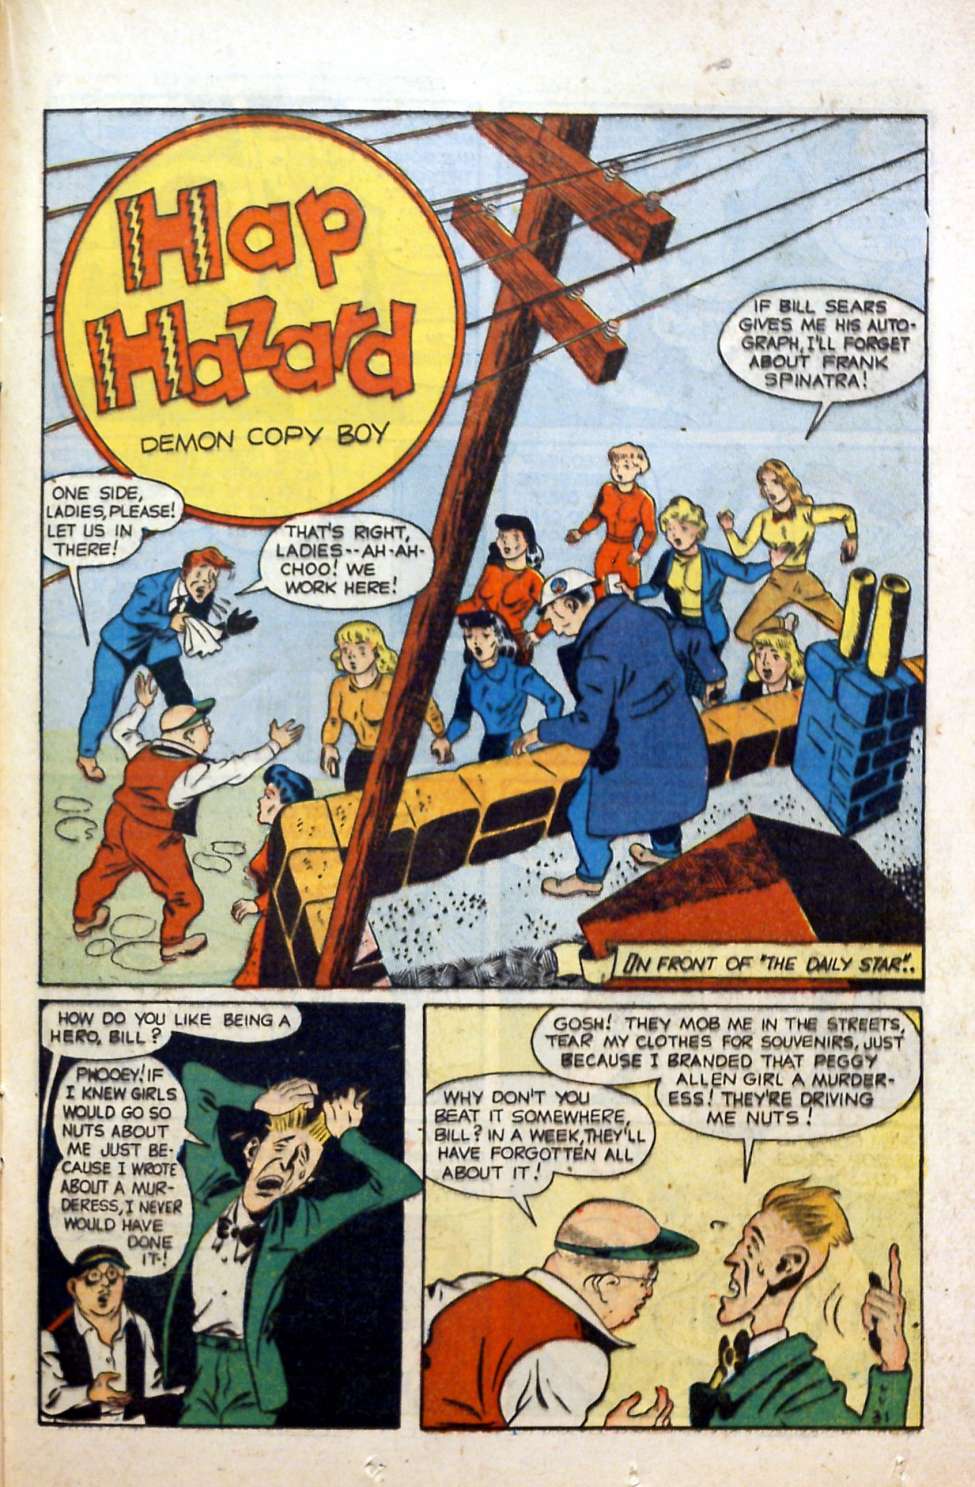 Hap
Hazard
DEMON COPY BOY
IF BILL SEARS
GIVES ME HIS AUTO-
GRAPH, I'LL FORGET
ABOUT FRANK
SPINATRA!
ONE SIDE,
LADIES, PLEASE!
LET US IN
THERE!
THAT'S RIGHT,
LADIES--AH-AH-
CHOO! WE
WORK HERE!
IN FRONT OF "THE DAILY STAR"..
HOW DO YOU LIKE BEING A
HERO, BILL?
PHOOEY! IF
I KNEW GIRLS
WOULD GO SO
NUTS ABOUT
ME JUST BE-
CAUSE I WROTE
ABOUT A MUR-
DERESS, I NEVER
WOULD HAVE
DONE
IT!
GOSH! THEY MOB ME IN THE STREETS,
TEAR MY CLOTHES FOR SOUVENIRS, JUST
BECAUSE I BRANDED THAT PEGGY
ALLEN GIRL A MURDER-
ESS! THEY'RE DRIVING
ME NUTS!
WHY DON'T YOU
BEAT IT SOMEWHERE,
BILL? IN A WEEK, THEY'LL
HAVE FORGOTTEN ALL
ABOUT IT!